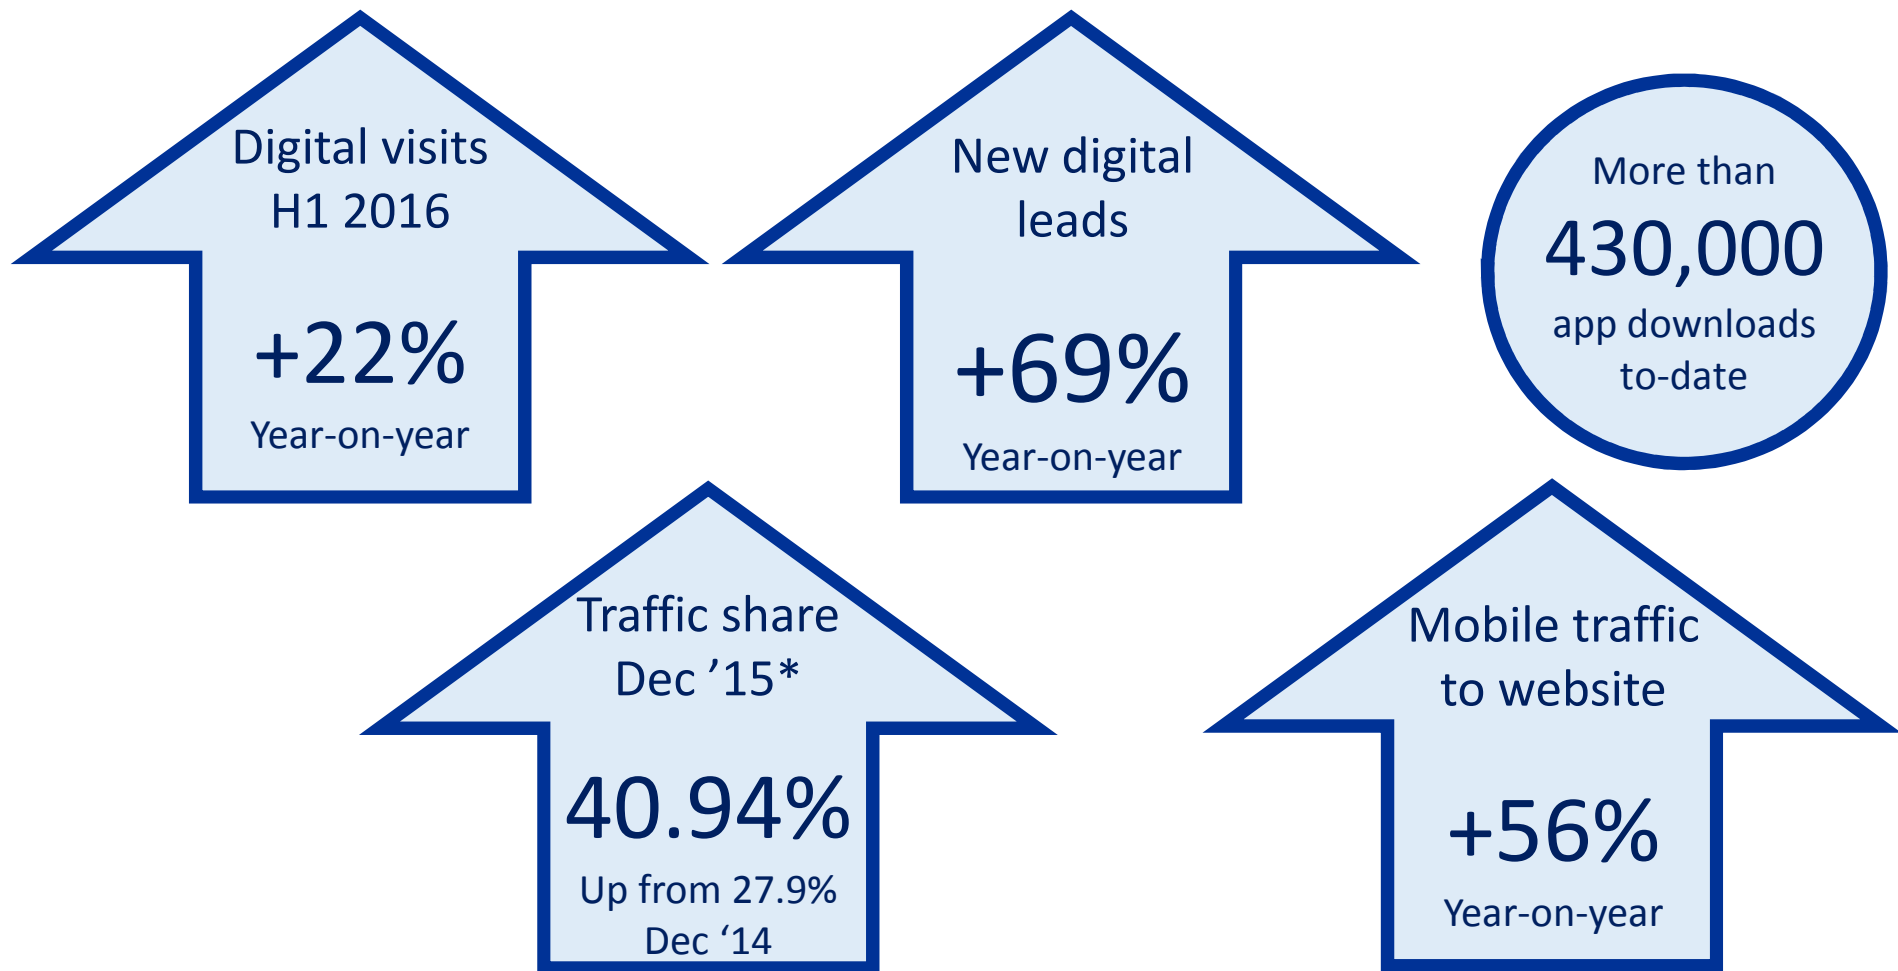 Digital visits
H1 2016
+22%
Year-on-year
New digital
leads
+69%
Year-on-year
More than
430,000
app downloads
to-date
Traffic share
Dec ’15*
40.94%
Up from 27.9%
Dec ‘14
Mobile traffic
to website
+56%
Year-on-year